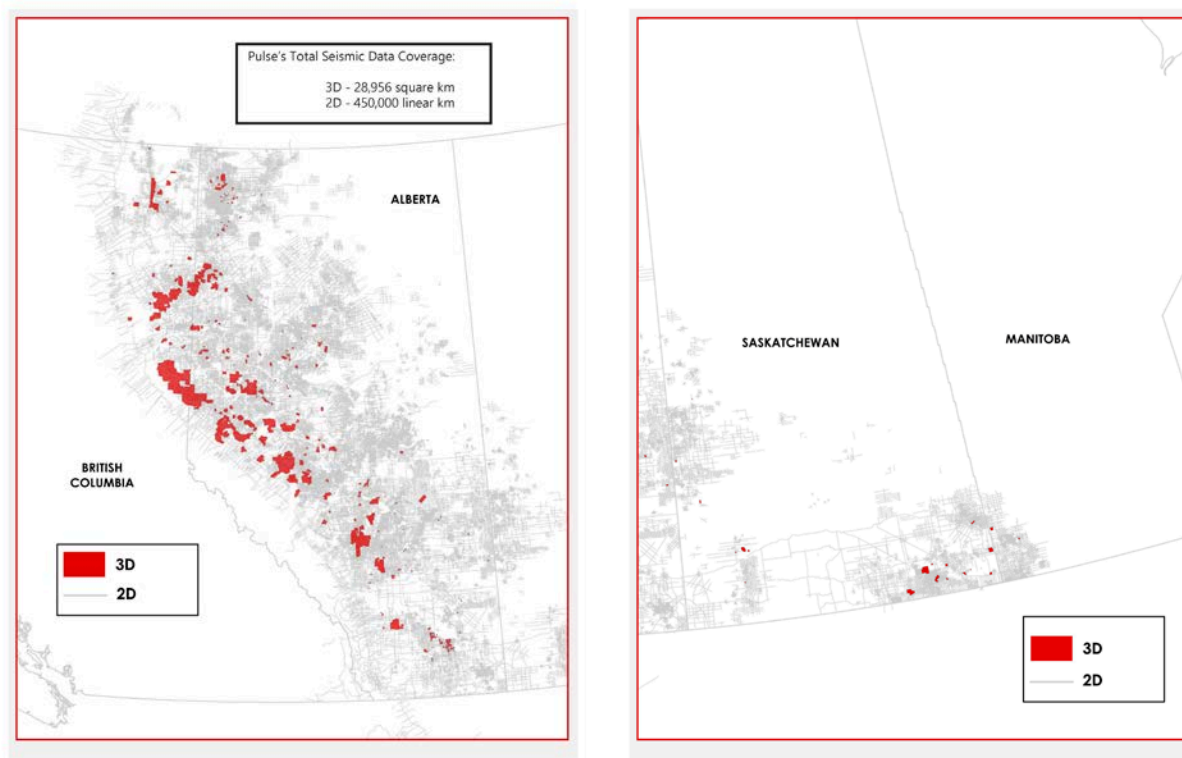 Pulse's Total Seismic Data Coverage:
3D - 28,956 square km
2D - 450,000 linear km
ALBERTA
BRITISH
COLUMBIA
3D
2D
SASKATCHEWAN
MANITOBA
3D
2D